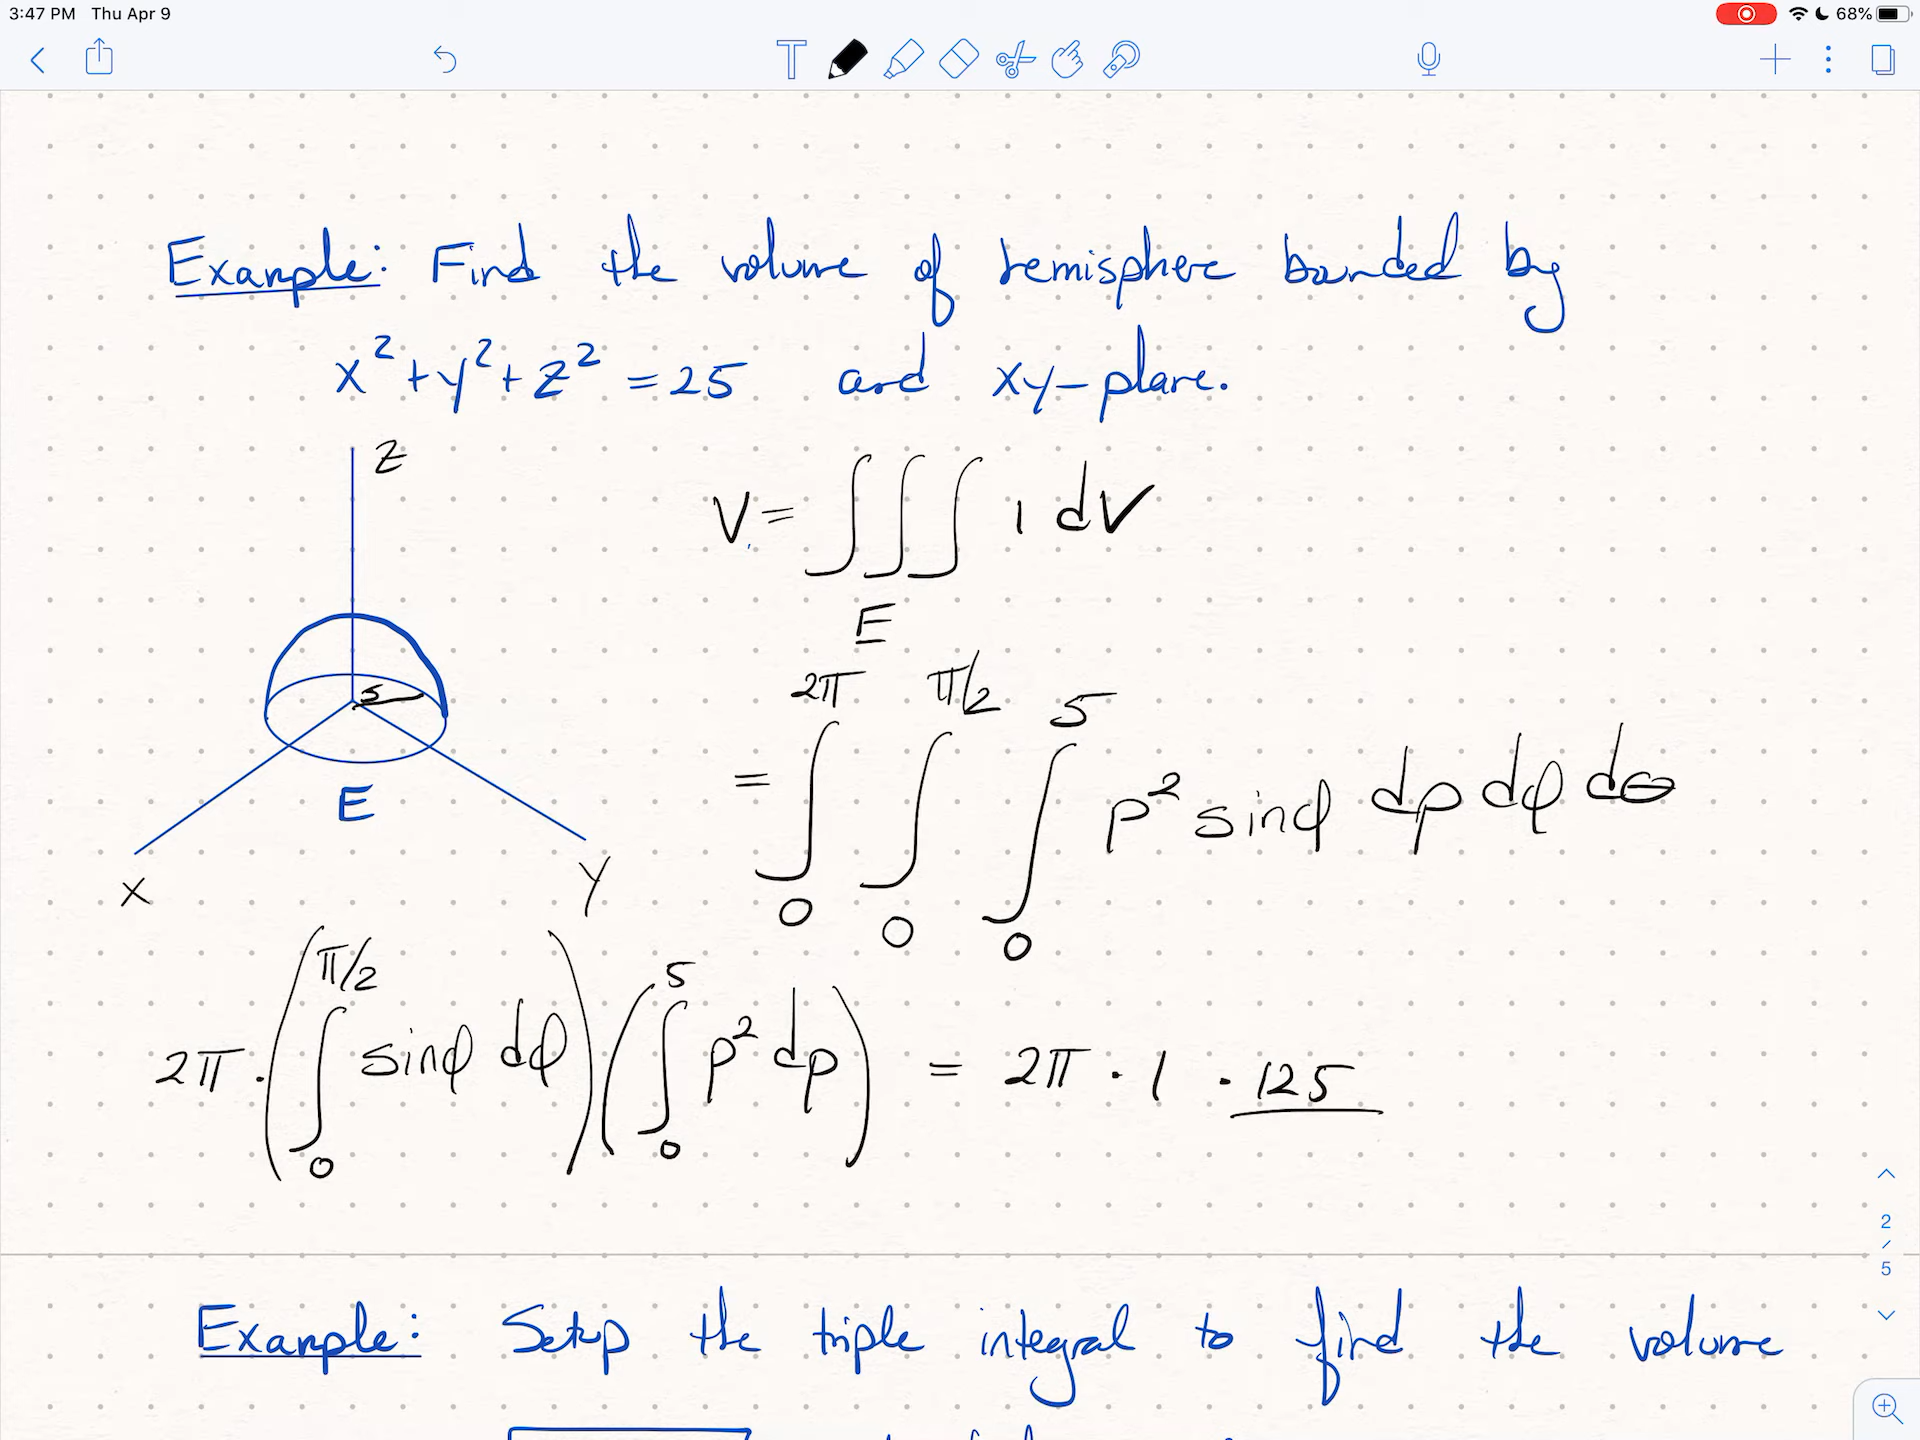 3:47 PM Thu Apr 9 68%
T
Example: Find the volume of hemisphere bounded by
x² + y² + z² = 25 and xy-plane.
z
V = ∫∫∫ 1 dV
E
5
2π π/2 5
= ∫ ∫ ∫ ρ² sinφ dρ dφ dθ
0 0 0
E
x y
π/2 5
2π · (∫ sinφ dφ) (∫ ρ² dρ) = 2π · 1 · 125
0 0
2
/
5
Example: Setup the triple integral to find the volume